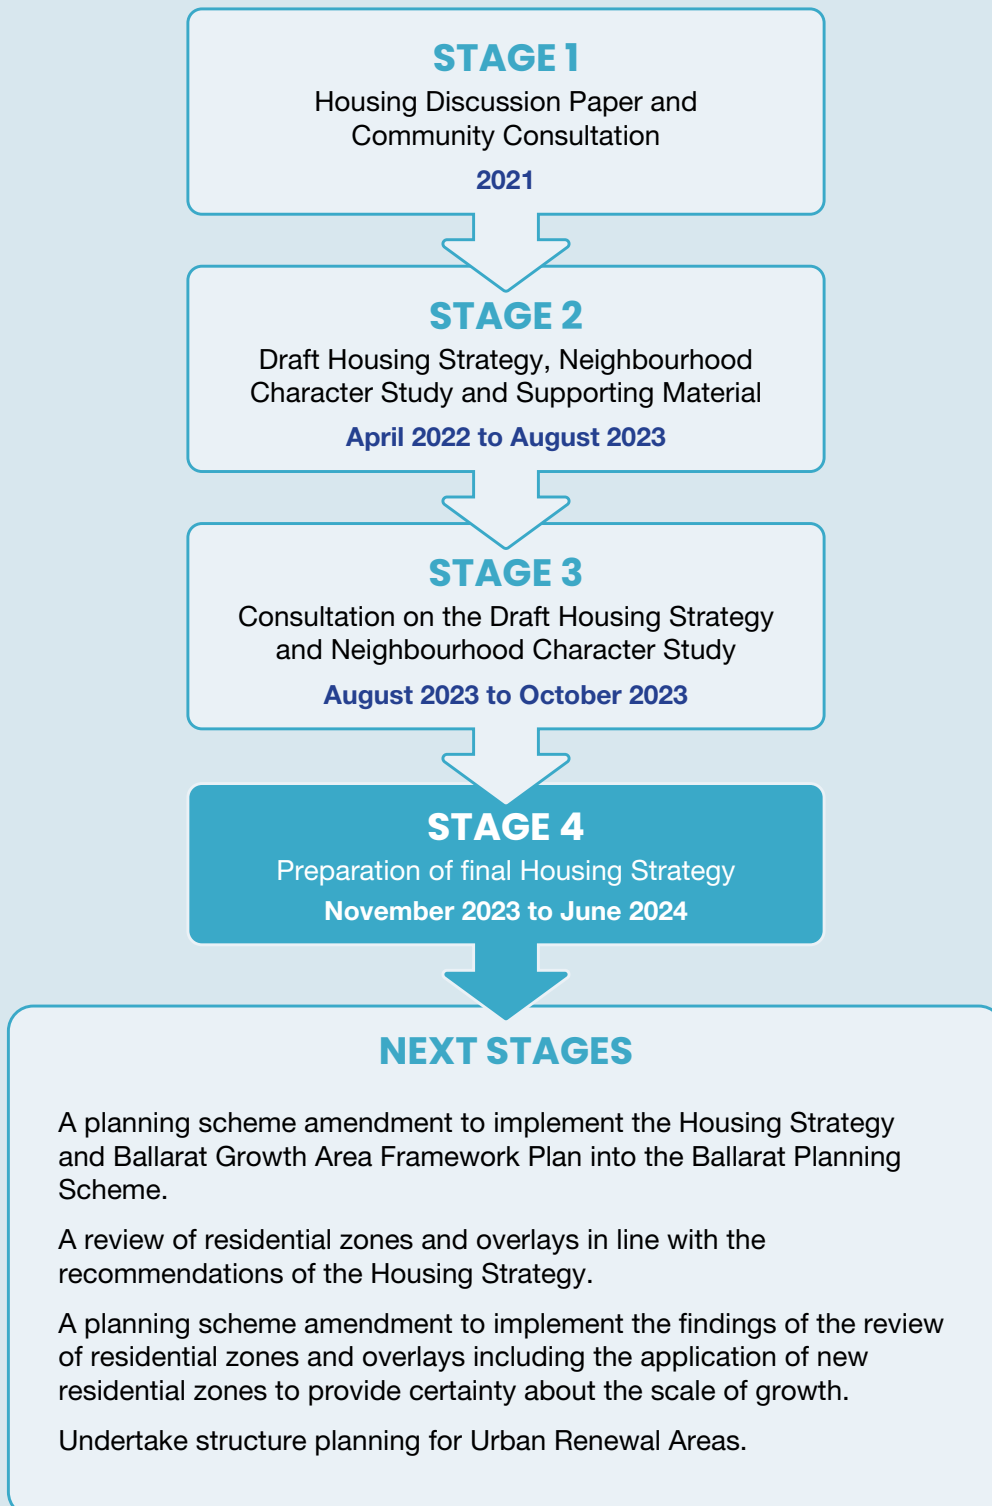 STAGE 1
Housing Discussion Paper and
Community Consultation
2021
STAGE 2
Draft Housing Strategy, Neighbourhood
Character Study and Supporting Material
April 2022 to August 2023
STAGE 3
Consultation on the Draft Housing Strategy
and Neighbourhood Character Study
August 2023 to October 2023
STAGE 4
Preparation of final Housing Strategy
November 2023 to June 2024
NEXT STAGES
A planning scheme amendment to implement the Housing Strategy
and Ballarat Growth Area Framework Plan into the Ballarat Planning
Scheme.
A review of residential zones and overlays in line with the
recommendations of the Housing Strategy.
A planning scheme amendment to implement the findings of the review
of residential zones and overlays including the application of new
residential zones to provide certainty about the scale of growth.
Undertake structure planning for Urban Renewal Areas.